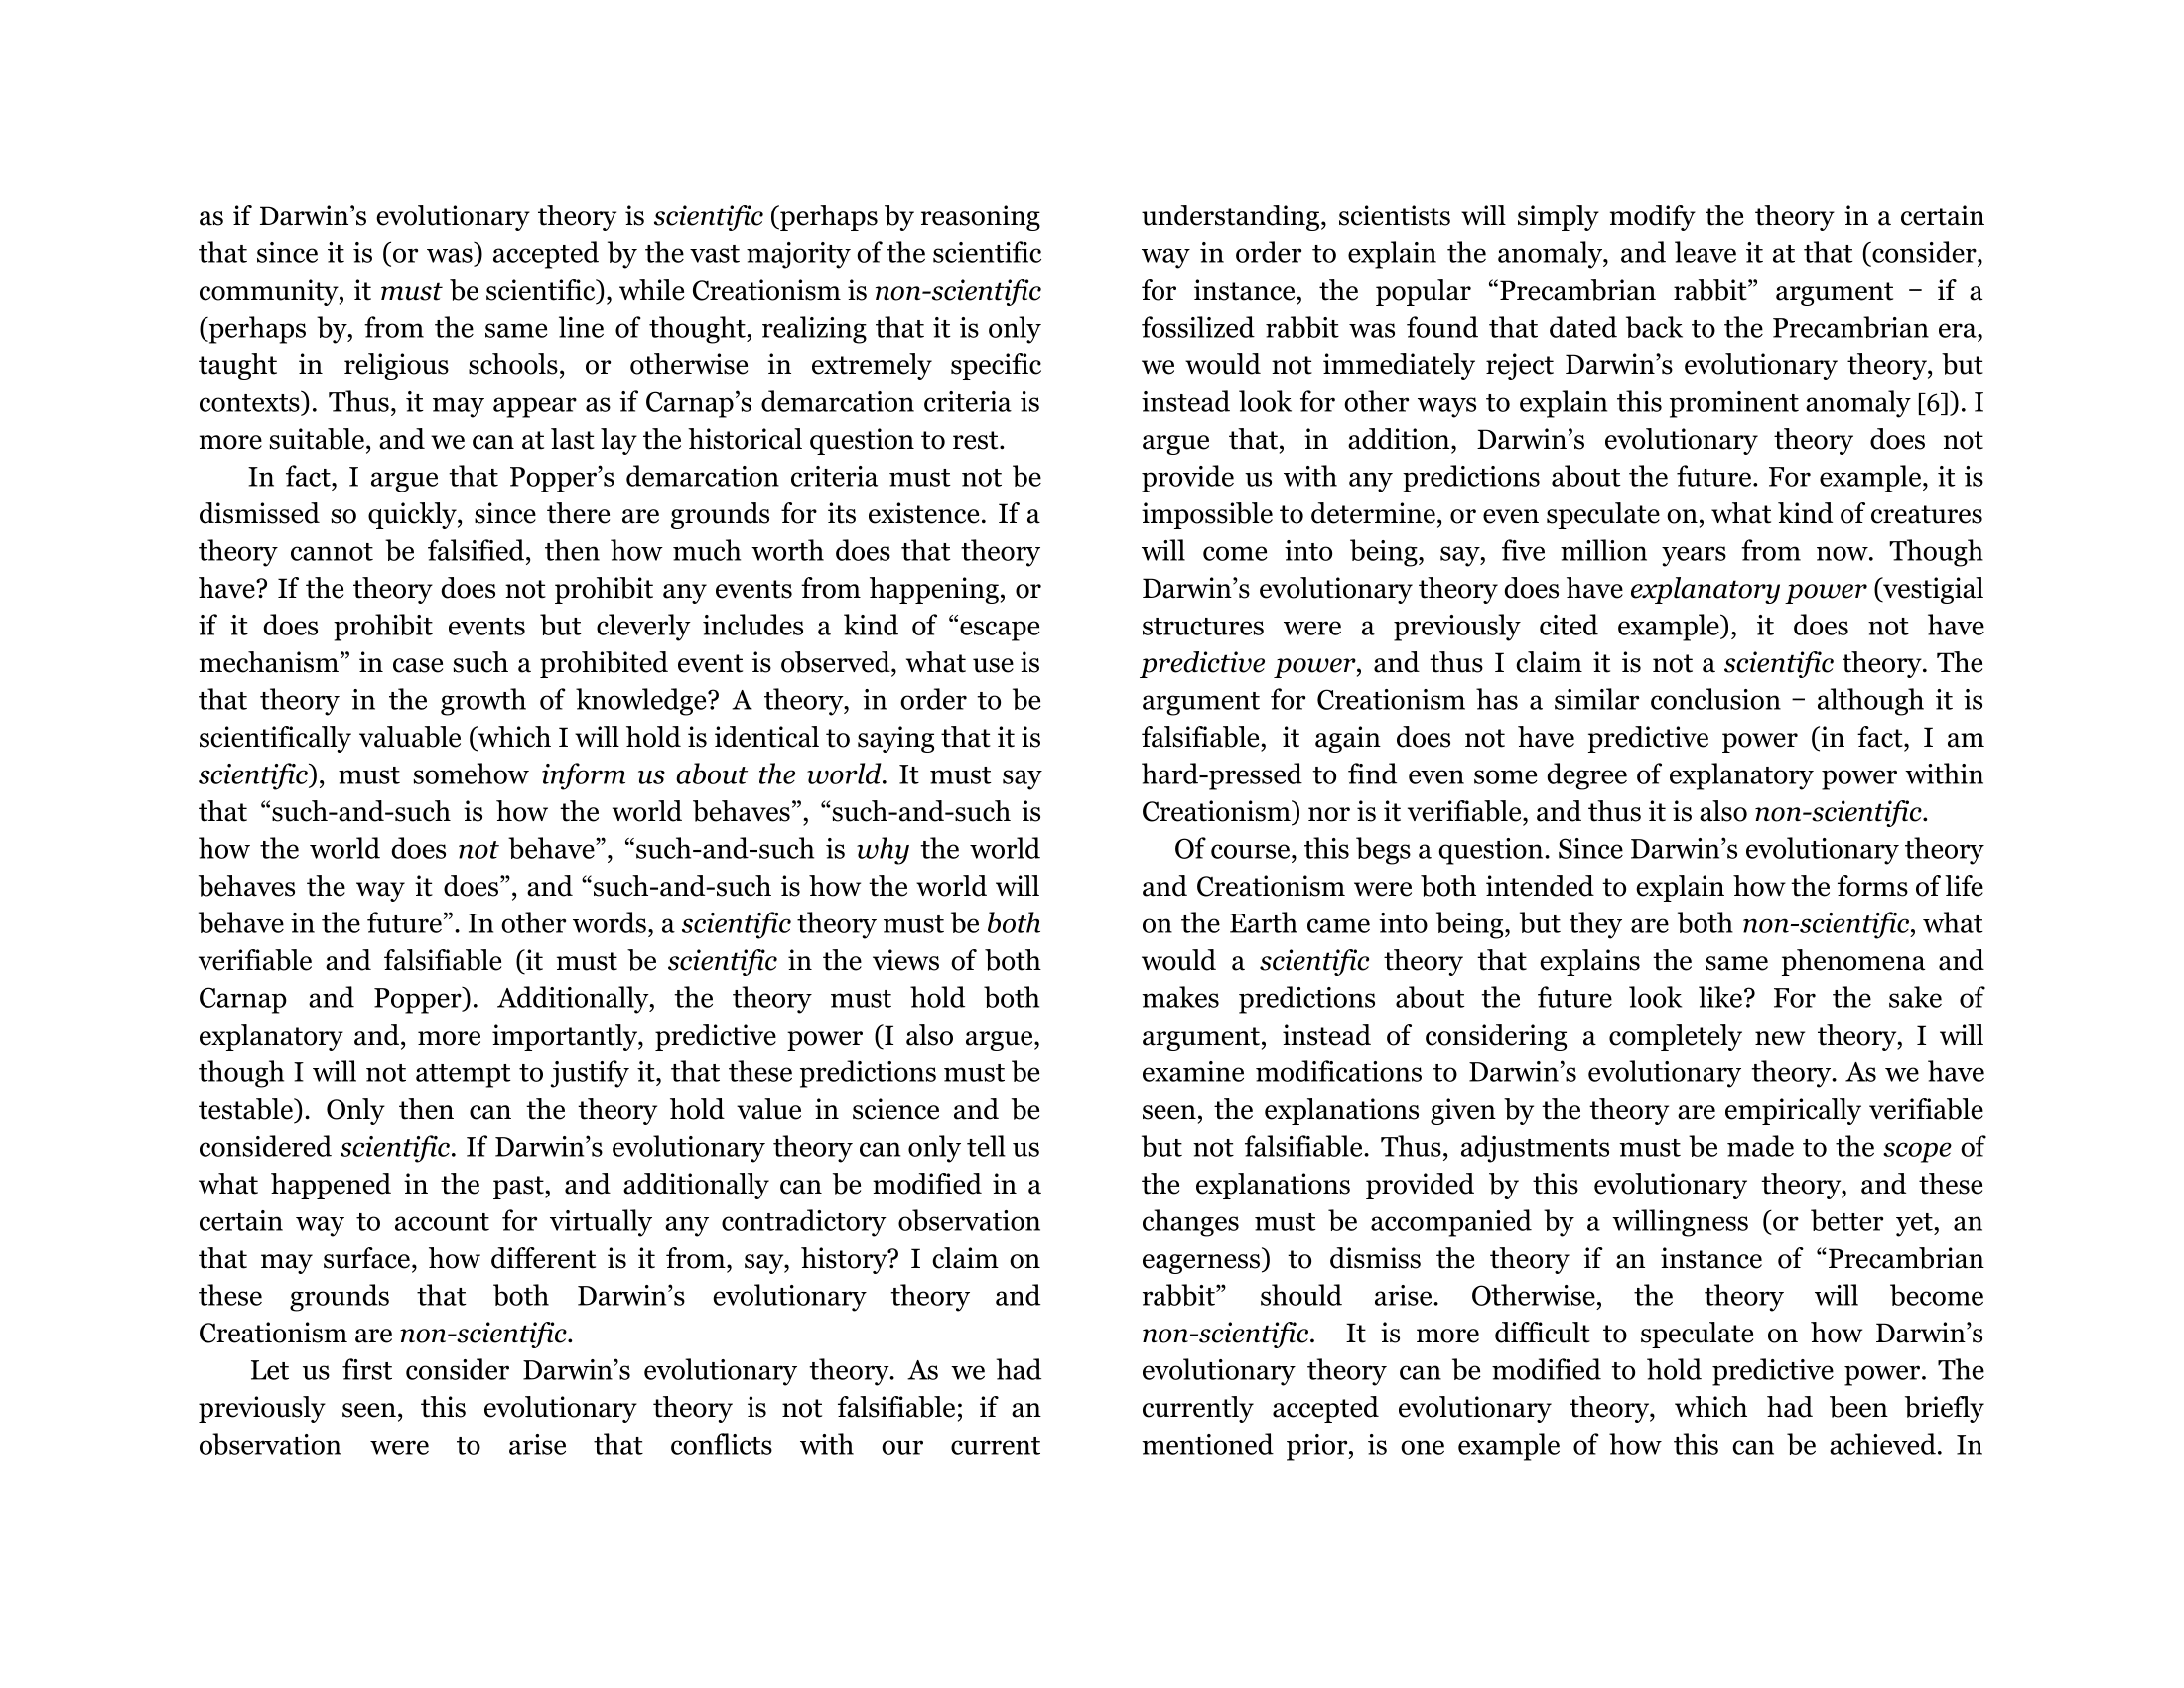 as if Darwin’s evolutionary theory is scientific (perhaps by reasoning
that since it is (or was) accepted by the vast majority of the scientific
community, it must be scientific), while Creationism is non-scientific
(perhaps by, from the same line of thought, realizing that it is only
taught in religious schools, or otherwise in extremely specific
contexts). Thus, it may appear as if Carnap’s demarcation criteria is
more suitable, and we can at last lay the historical question to rest.
In fact, I argue that Popper’s demarcation criteria must not be
dismissed so quickly, since there are grounds for its existence. If a
theory cannot be falsified, then how much worth does that theory
have? If the theory does not prohibit any events from happening, or
if it does prohibit events but cleverly includes a kind of “escape
mechanism” in case such a prohibited event is observed, what use is
that theory in the growth of knowledge? A theory, in order to be
scientifically valuable (which I will hold is identical to saying that it is
scientific), must somehow inform us about the world. It must say
that “such-and-such is how the world behaves”, “such-and-such is
how the world does not behave”, “such-and-such is why the world
behaves the way it does”, and “such-and-such is how the world will
behave in the future”. In other words, a scientific theory must be both
verifiable and falsifiable (it must be scientific in the views of both
Carnap and Popper). Additionally, the theory must hold both
explanatory and, more importantly, predictive power (I also argue,
though I will not attempt to justify it, that these predictions must be
testable). Only then can the theory hold value in science and be
considered scientific. If Darwin’s evolutionary theory can only tell us
what happened in the past, and additionally can be modified in a
certain way to account for virtually any contradictory observation
that may surface, how different is it from, say, history? I claim on
these grounds that both Darwin’s evolutionary theory and
Creationism are non-scientific.
Let us first consider Darwin’s evolutionary theory. As we had
previously seen, this evolutionary theory is not falsifiable; if an
observation were to arise that conflicts with our current
understanding, scientists will simply modify the theory in a certain
way in order to explain the anomaly, and leave it at that (consider,
for instance, the popular “Precambrian rabbit” argument – if a
fossilized rabbit was found that dated back to the Precambrian era,
we would not immediately reject Darwin’s evolutionary theory, but
instead look for other ways to explain this prominent anomaly [6]). I
argue that, in addition, Darwin’s evolutionary theory does not
provide us with any predictions about the future. For example, it is
impossible to determine, or even speculate on, what kind of creatures
will come into being, say, five million years from now. Though
Darwin’s evolutionary theory does have explanatory power (vestigial
structures were a previously cited example), it does not have
predictive power, and thus I claim it is not a scientific theory. The
argument for Creationism has a similar conclusion – although it is
falsifiable, it again does not have predictive power (in fact, I am
hard-pressed to find even some degree of explanatory power within
Creationism) nor is it verifiable, and thus it is also non-scientific.
Of course, this begs a question. Since Darwin’s evolutionary theory
and Creationism were both intended to explain how the forms of life
on the Earth came into being, but they are both non-scientific, what
would a scientific theory that explains the same phenomena and
makes predictions about the future look like? For the sake of
argument, instead of considering a completely new theory, I will
examine modifications to Darwin’s evolutionary theory. As we have
seen, the explanations given by the theory are empirically verifiable
but not falsifiable. Thus, adjustments must be made to the scope of
the explanations provided by this evolutionary theory, and these
changes must be accompanied by a willingness (or better yet, an
eagerness) to dismiss the theory if an instance of “Precambrian
rabbit” should arise. Otherwise, the theory will become
non-scientific. It is more difficult to speculate on how Darwin’s
evolutionary theory can be modified to hold predictive power. The
currently accepted evolutionary theory, which had been briefly
mentioned prior, is one example of how this can be achieved. In